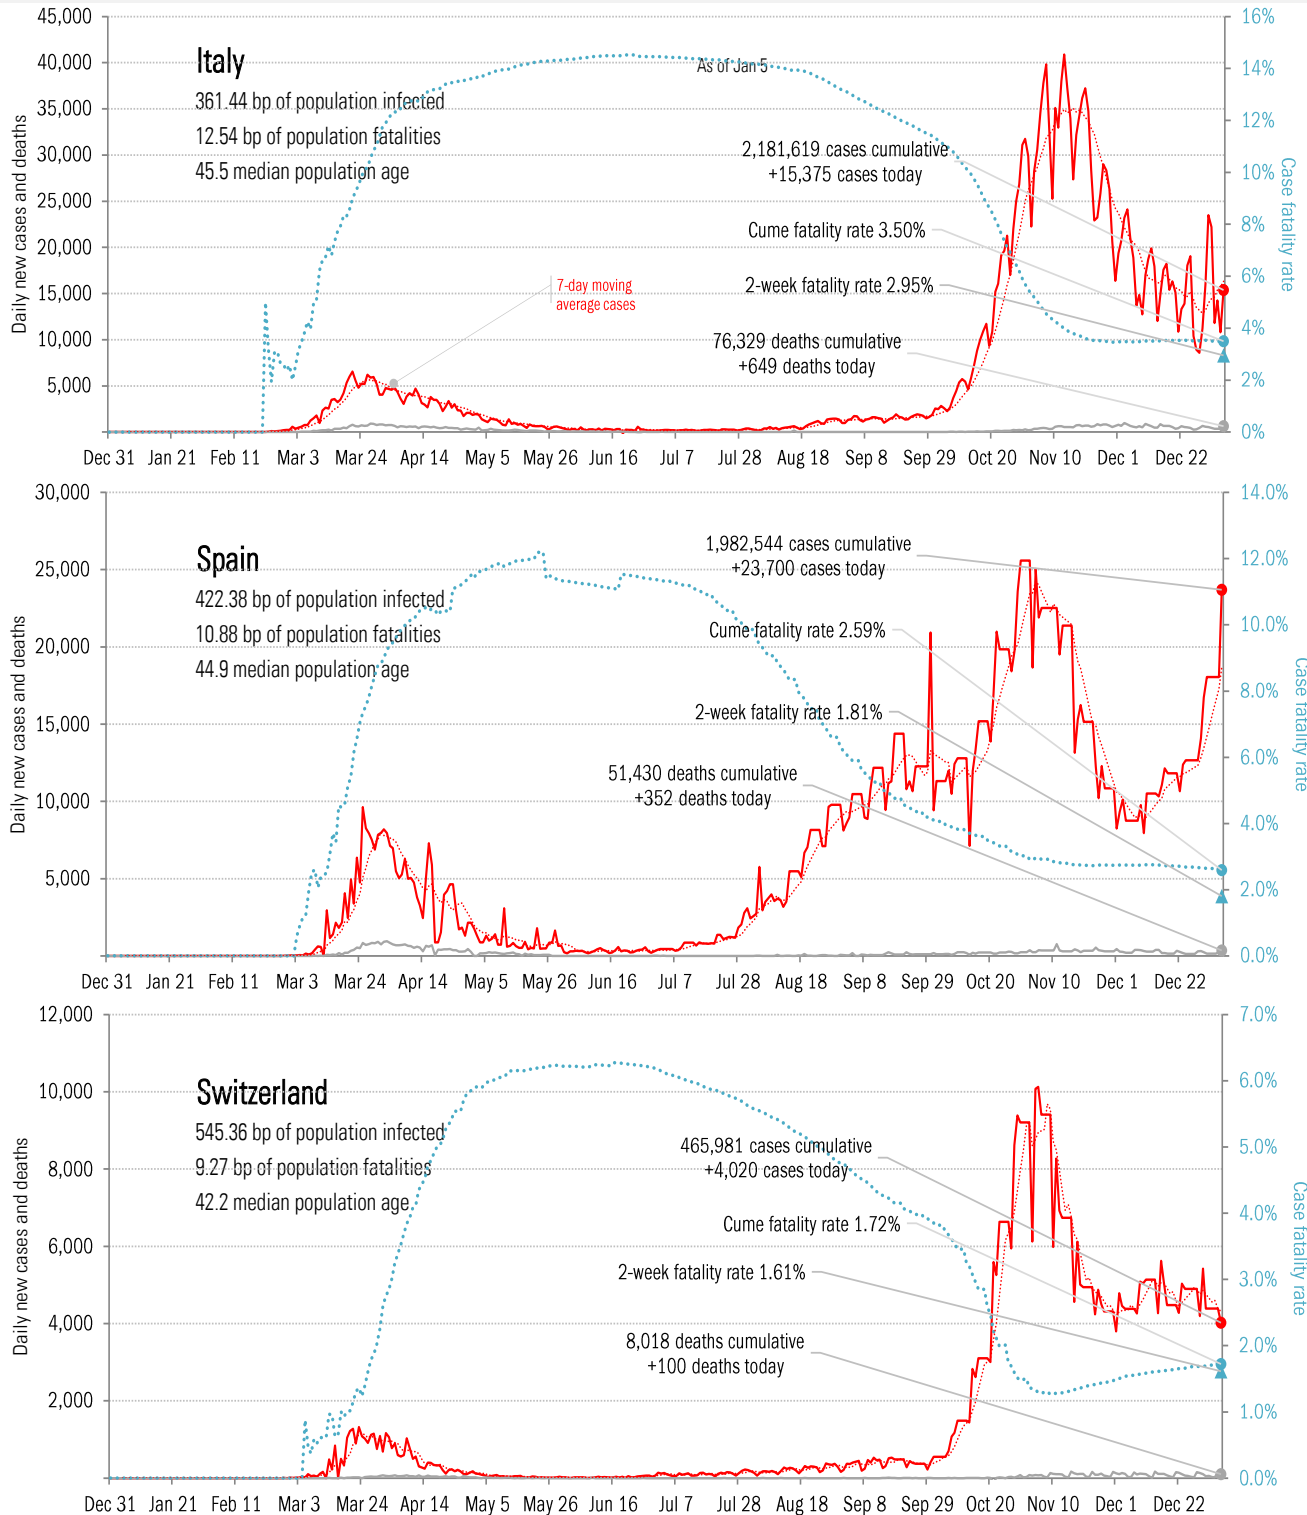 45,000
40,000
35,000
30,000
25,000
20,000
15,000
10,000
5,000
Daily new cases and deaths
Italy
361.44 bp of population infected
12.54 bp of population fatalities
45.5 median population age
As of Jan 5
7-day moving
average cases
2,181,619 cases cumulative
+15,375 cases today
Cume fatality rate 3.50%
2-week fatality rate 2.95%
76,329 deaths cumulative
+649 deaths today
16%
14%
12%
10%
8%
6%
4%
2%
0%
Case fatality rate
Dec 31 Jan 21 Feb 11 Mar 3 Mar 24 Apr 14 May 5 May 26 Jun 16 Jul 7 Jul 28 Aug 18 Sep 8 Sep 29 Oct 20 Nov 10 Dec 1 Dec 22
30,000
25,000
20,000
15,000
10,000
5,000
Daily new cases and deaths
Spain
422.38 bp of population infected
10.88 bp of population fatalities
44.9 median population age
1,982,544 cases cumulative
+23,700 cases today
Cume fatality rate 2.59%
2-week fatality rate 1.81%
51,430 deaths cumulative
+352 deaths today
14.0%
12.0%
10.0%
8.0%
6.0%
4.0%
2.0%
0.0%
Case fatality rate
Dec 31 Jan 21 Feb 11 Mar 3 Mar 24 Apr 14 May 5 May 26 Jun 16 Jul 7 Jul 28 Aug 18 Sep 8 Sep 29 Oct 20 Nov 10 Dec 1 Dec 22
12,000
10,000
8,000
6,000
4,000
2,000
Daily new cases and deaths
Switzerland
545.36 bp of population infected
9.27 bp of population fatalities
42.2 median population age
465,981 cases cumulative
+4,020 cases today
Cume fatality rate 1.72%
2-week fatality rate 1.61%
8,018 deaths cumulative
+100 deaths today
7.0%
6.0%
5.0%
4.0%
3.0%
2.0%
1.0%
0.0%
Case fatality rate
Dec 31 Jan 21 Feb 11 Mar 3 Mar 24 Apr 14 May 5 May 26 Jun 16 Jul 7 Jul 28 Aug 18 Sep 8 Sep 29 Oct 20 Nov 10 Dec 1 Dec 22